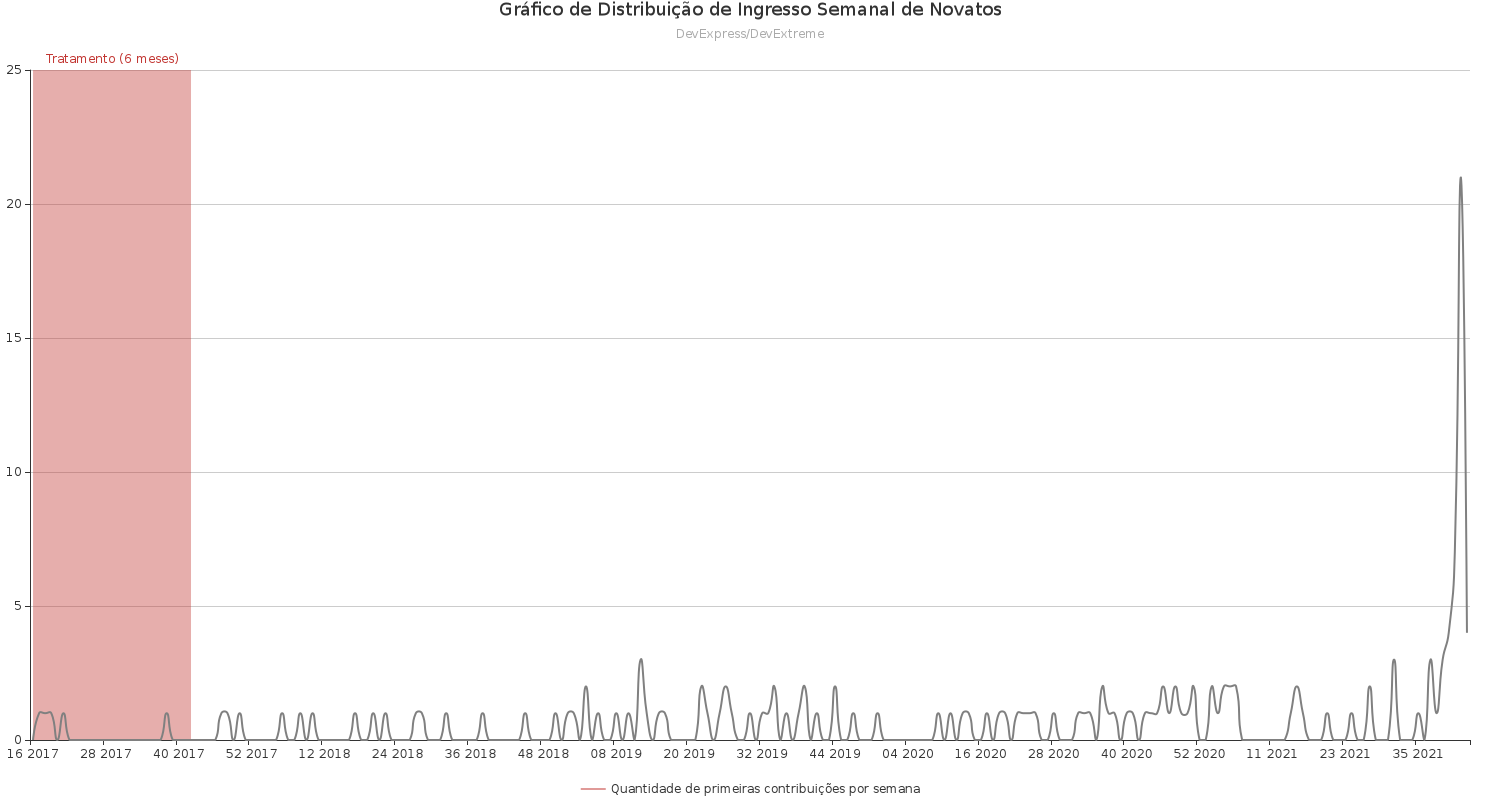 Gráfico de Distribuição de Ingresso Semanal de Novatos
DevExpress/DevExtreme
Tratamento (6 meses)
25
20
15
10
5
0
16 2017 28 2017 40 2017 52 2017 12 2018 24 2018 36 2018 48 2018 08 2019 20 2019 32 2019 44 2019 04 2020 16 2020 28 2020 40 2020 52 2020 11 2021 23 2021 35 2021
Quantidade de primeiras contribuições por semana